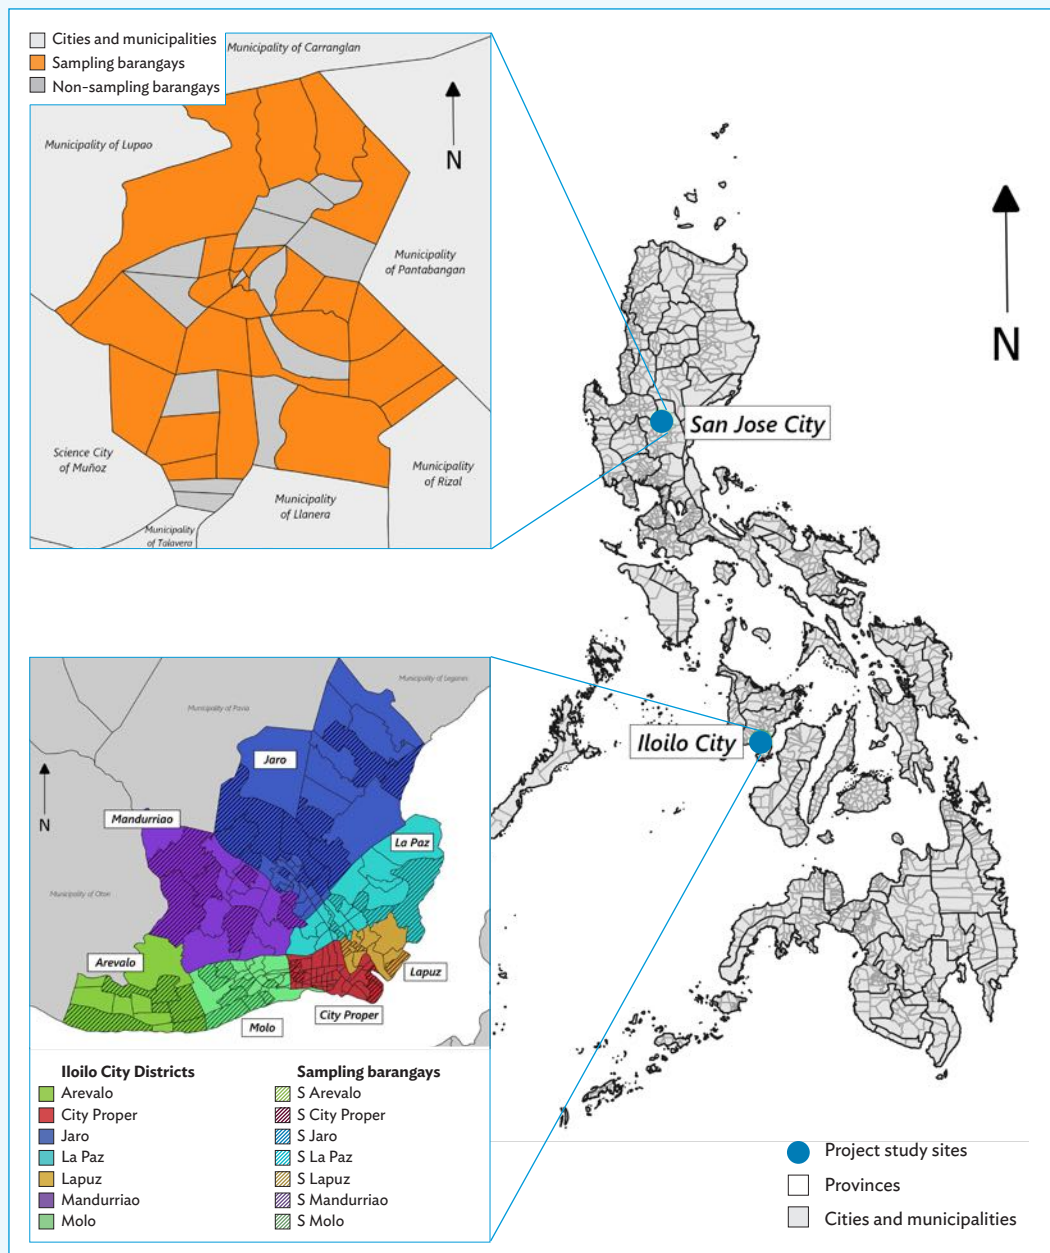 Cities and municipalities
Sampling barangays
Non-sampling barangays
Municipality of Carranglan
N
Municipality of Lupao
Municipality
of Pantabangan
Science City
of Muñoz
Municipality
of Rizal
Municipality
of Llanera
Municipality
of Talavera
N
San Jose City
Iloilo City
Municipality of Leganes
Municipality of Pavia
Jaro
N
Mandurriao
La Paz
Municipality of Oton
Arevalo
Lapuz
City Proper
Molo
Iloilo City Districts
Arevalo
City Proper
Jaro
La Paz
Lapuz
Mandurriao
Molo
Sampling barangays
S Arevalo
S City Proper
S Jaro
S La Paz
S Lapuz
S Mandurriao
S Molo
Project study sites
Provinces
Cities and municipalities